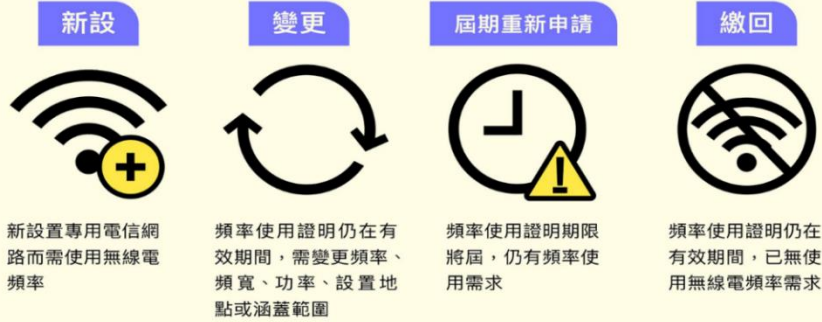 新設
新設置專用電信網
路而需使用無線電
頻率
變更
頻率使用證明仍在有
效期間，需變更頻率、
頻寬、功率、設置地
點或涵蓋範圍
屆期重新申請
頻率使用證明期限
將屆，仍有頻率使
用需求
繳回
頻率使用證明仍在
有效期間，已無使
用無線電頻率需求